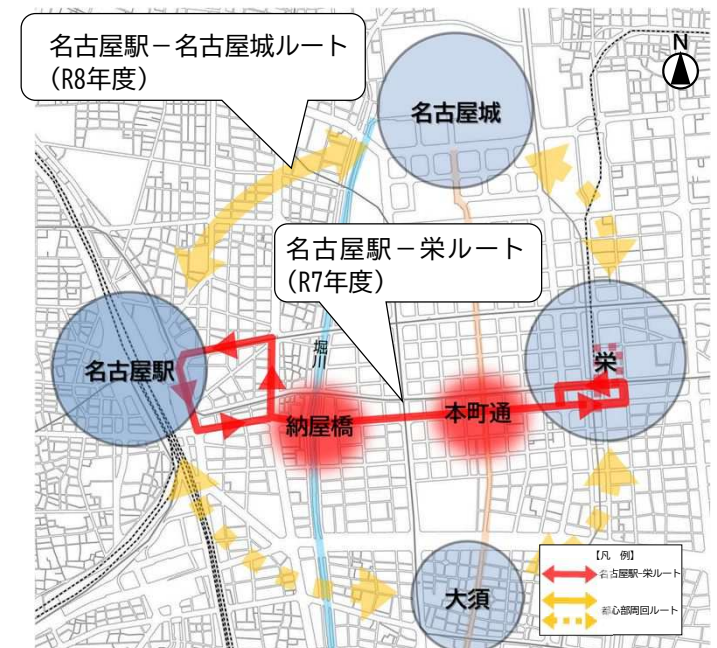 名古屋駅－名古屋城ルート
(R8年度)
N
名古屋城
名古屋駅－栄ルート
(R7年度)
堀川
名古屋駅
栄
納屋橋
本町通
大須
【凡 例】
名古屋駅-栄ルート
都心部周回ルート